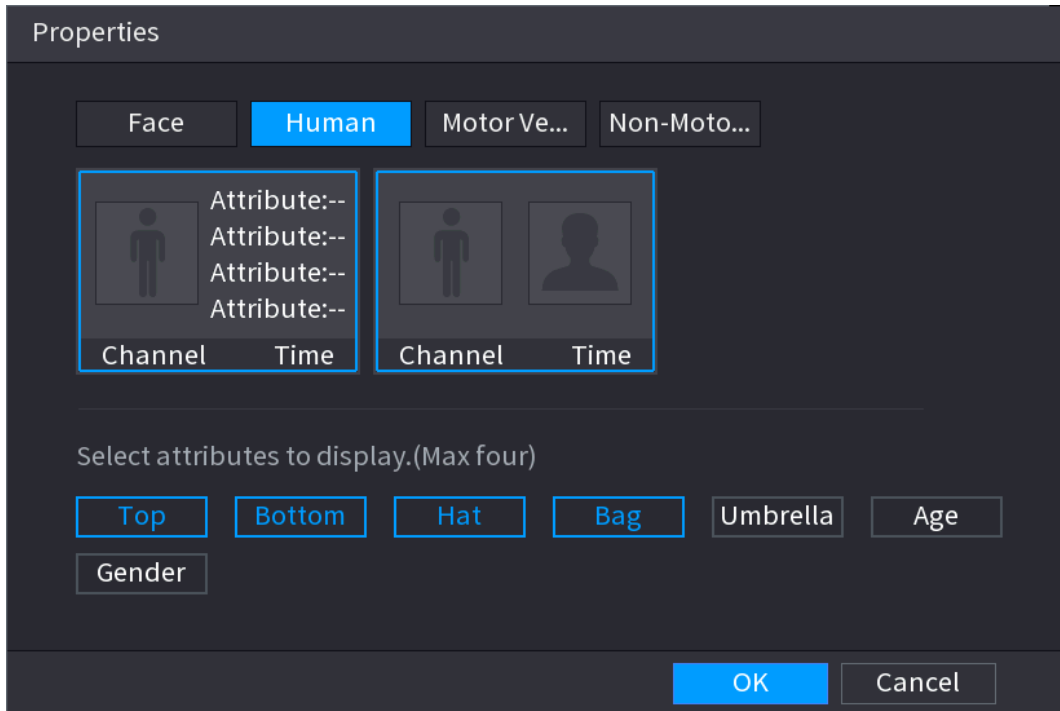 Properties
Face Human Motor Ve... Non-Moto...
Attribute:--
Attribute:--
Attribute:--
Attribute:--
Channel Time Channel Time
Select attributes to display.(Max four)
Top Bottom Hat Bag Umbrella Age
Gender
OK Cancel